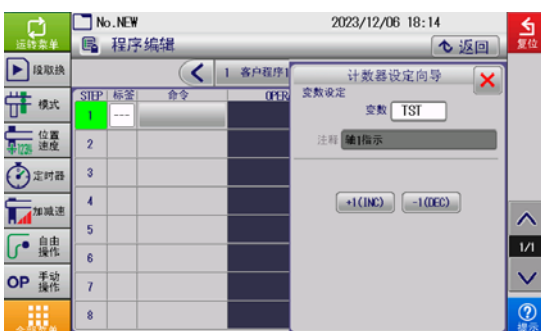 No.NEW 2023/12/06 18:14
运转菜单
程序编辑
返回
复位
段取换
1 客户程序1
计数器设定向导
模式
STEP 标签 命令 OPER
变数设定
变数 TST
1 ---
注释 轴1指示
位置
速度
2
定时器
3
+1(INC) -1(DEC)
加减速
4
自由
操作
5
1/1
6
OP 手动
操作
7
8
提示